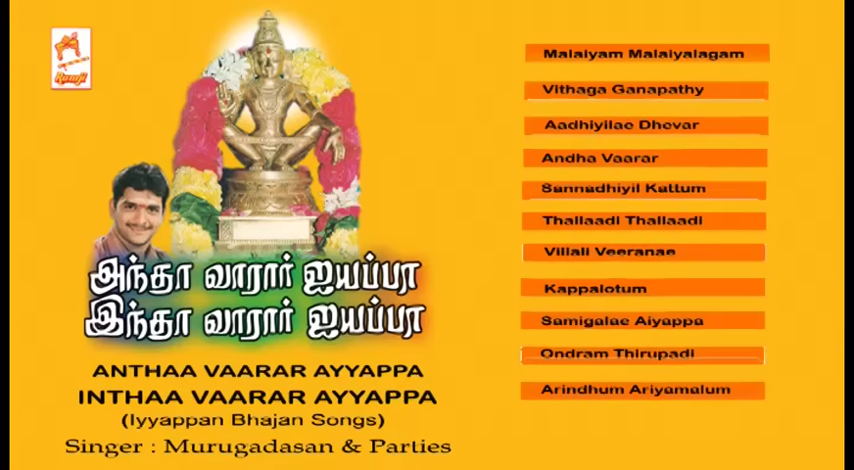 Ramji
அந்தா வாரார் ஐயப்பா
இந்தா வாரார் ஐயப்பா
ANTHAA VAARAR AYYAPPA
INTHAA VAARAR AYYAPPA
(Iyyappan Bhajan Songs)
Singer : Murugadasan & Parties
Malaiyam Malaiyalagam
Vithaga Ganapathy
Aadhiyilae Dhevar
Andha Vaarar
Sannadhiyil Kattum
Thallaadi Thallaadi
Villali Veeranae
Kappalotum
Samigalae Aiyappa
Ondram Thirupadi
Arindhum Ariyamalum